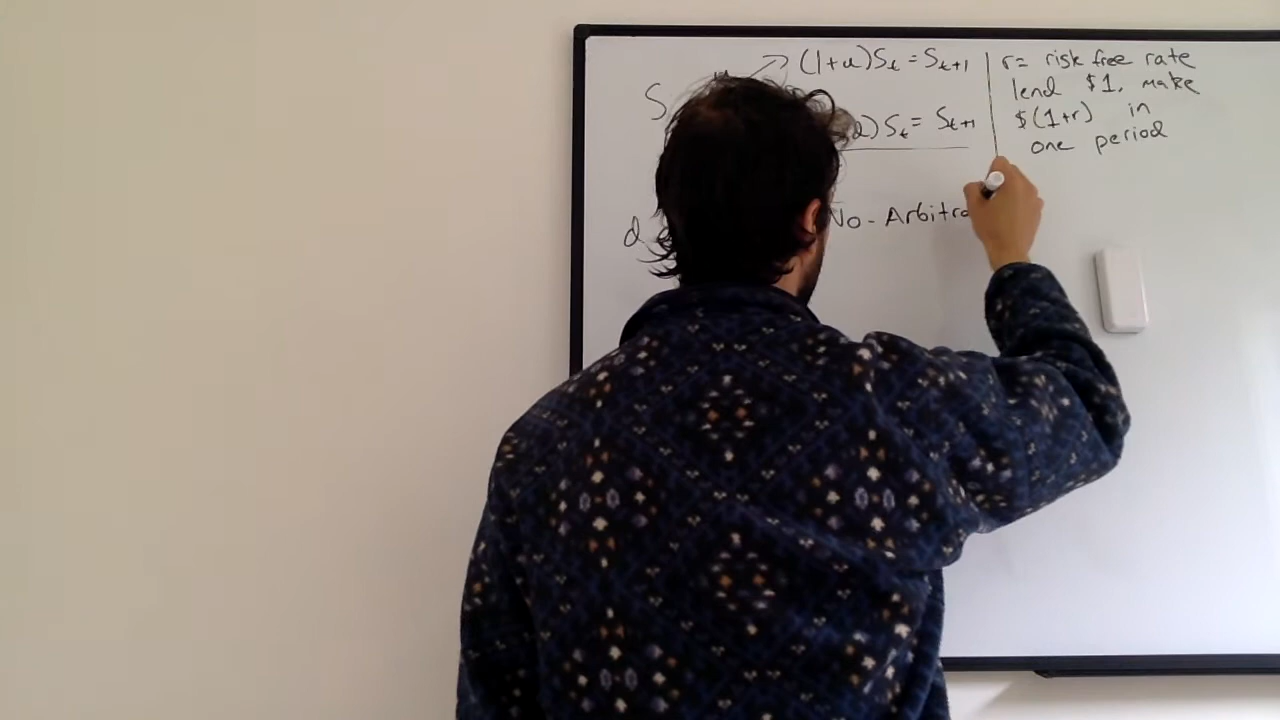 (1+u)Sₜ = Sₜ₊₁
S
d)Sₜ = Sₜ₊₁
r= risk free rate
lend $1, make
$(1+r) in
one period
d
No-Arbitra